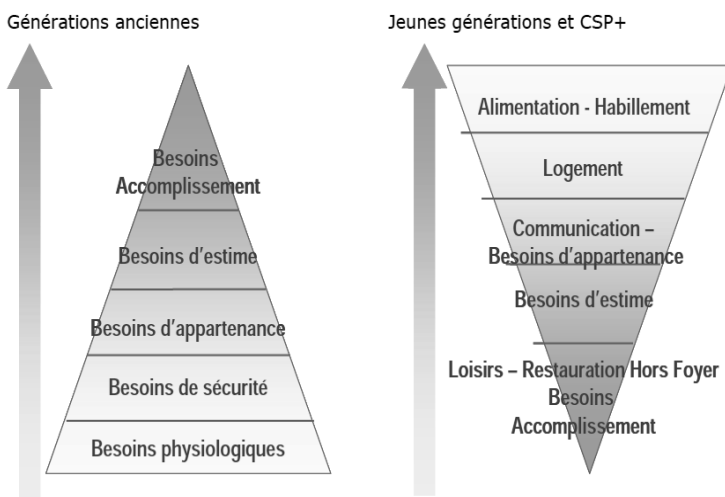 Générations anciennes
Besoins
Accomplissement
Besoins d'estime
Besoins d'appartenance
Besoins de sécurité
Besoins physiologiques
Jeunes générations et CSP+
Alimentation - Habillement
Logement
Communication –
Besoins d'appartenance
Besoins d'estime
Loisirs – Restauration Hors Foyer
Besoins
Accomplissement